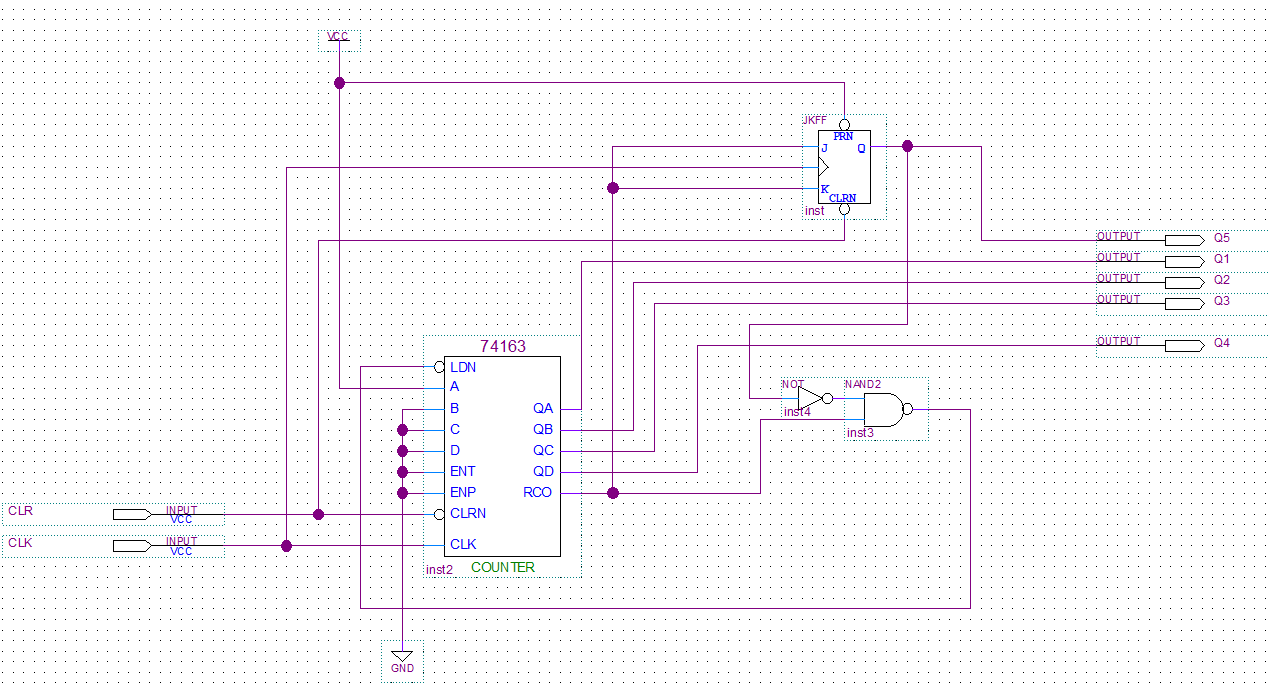 VCC
JKFF
PRN
J Q
K
CLRN
inst
OUTPUT Q5
OUTPUT Q1
OUTPUT Q2
OUTPUT Q3
OUTPUT Q4
74163
LDN
A
B QA
C QB
D QC
ENT QD
ENP RCO
CLRN
CLK
inst2 COUNTER
NOT
inst4
NAND2
inst3
CLR INPUT
VCC
CLK INPUT
VCC
GND